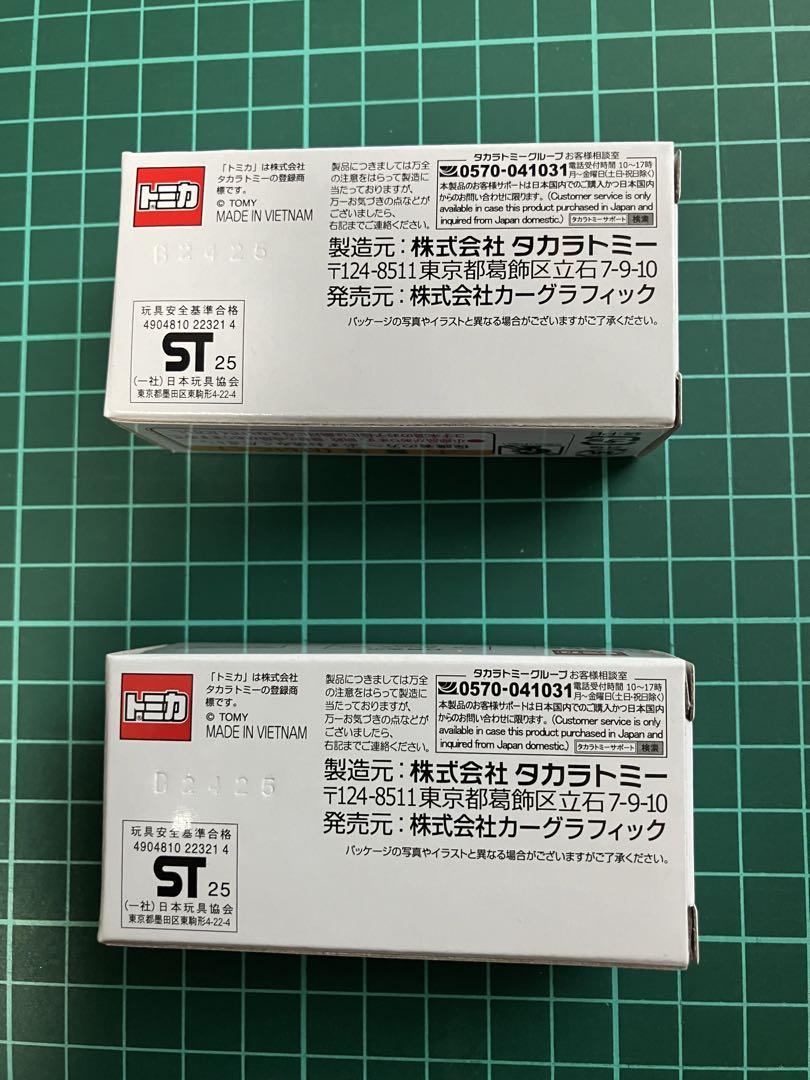 トミカ
「トミカ」は株式会社
タカラトミーの登録商
標です。
© TOMY
MADE IN VIETNAM
製品につきましては万全
の注意をはらって製造に
当たっておりますが、
万一お気づきの点などが
ございましたら、
右記までご連絡ください。
タカラトミーグループお客様相談室
0570-041031 電話受付時間 10〜17時
月〜金曜日(土日・祝日除く)
本製品のお客様サポートは日本国内でのご購入かつ日本国内
からのお問い合わせに限ります。(Customer service is only
available in case this product purchased in Japan and
inquired from Japan domestic.) タカラトミーサポート 検索
B2425
製造元:株式会社 タカラトミー
〒124-8511東京都葛飾区立石7-9-10
発売元:株式会社カーグラフィック
パッケージの写真やイラストと異なる場合がございますがご了承ください。
玩具安全基準合格
4904810 22321 4
ST 25
(一社)日本玩具協会
東京都墨田区東駒形4-22-4
トミカ
「トミカ」は株式会社
タカラトミーの登録商
標です。
© TOMY
MADE IN VIETNAM
製品につきましては万全
の注意をはらって製造に
当たっておりますが、
万一お気づきの点などが
ございましたら、
右記までご連絡ください。
タカラトミーグループお客様相談室
0570-041031 電話受付時間 10〜17時
月〜金曜日(土日・祝日除く)
本製品のお客様サポートは日本国内でのご購入かつ日本国内
からのお問い合わせに限ります。(Customer service is only
available in case this product purchased in Japan and
inquired from Japan domestic.) タカラトミーサポート 検索
D2425
製造元:株式会社 タカラトミー
〒124-8511東京都葛飾区立石7-9-10
発売元:株式会社カーグラフィック
パッケージの写真やイラストと異なる場合がございますがご了承ください。
玩具安全基準合格
4904810 22321 4
ST 25
(一社)日本玩具協会
東京都墨田区東駒形4-22-4